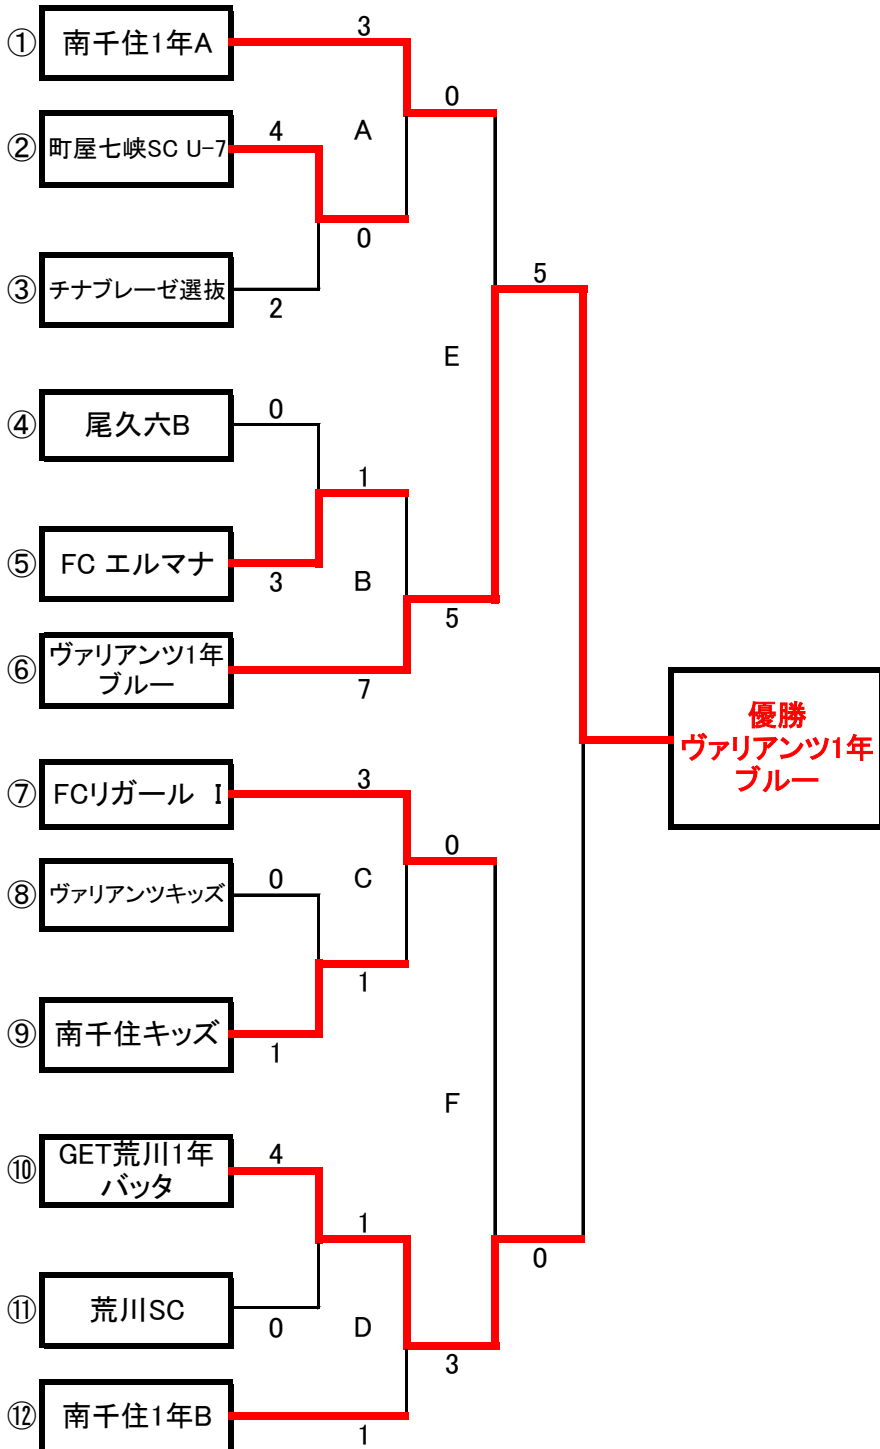 ① 南千住1年A
3
0
② 町屋七峡SC U-7
4
A
0
③ チナブレーゼ選抜
2
5
E
④ 尾久六B
0
1
⑤ FC エルマナ
3
B
5
⑥ ヴァリアンツ1年
ブルー
7
優勝
ヴァリアンツ1年
ブルー
⑦ FCリガール I
3
0
⑧ ヴァリアンツキッズ
0
C
1
⑨ 南千住キッズ
1
F
⑩ GET荒川1年
バッタ
4
1
0
⑪ 荒川SC
0
D
3
⑫ 南千住1年B
1